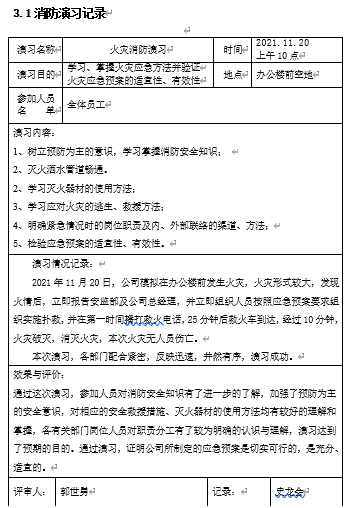 3.1 消防演习记录
演习名称 火灾消防演习 时间 2021.11.20
上午 10 点
演习目的 学习、掌握火灾应急方法并验证
火灾应急预案的适宜性、有效性 地点 办公楼前空地
参加人员
名 单 全体员工
演习内容：
1、树立预防为主的意识，学习掌握消防安全知识；
2、灭火洒水管道畅通。
2、学习灭火器材的使用方法；
3、学习应对火灾的逃生、救援方法；
4、明确紧急情况时的岗位职责及内、外部联络的渠道、方法；
5、检验应急预案的适宜性、有效性。
演习情况记录：
2021 年 11 月 20 日，公司模拟在办公楼前发生火灾，火灾形式较大，发现
火情后，立即报告安监部及公司总经理，并立即组织人员按照应急预案要求组
织实施扑救，并在第一时间拨打救火电话，25 分钟后救火车到达，经过 10 分钟，
火灾破灭，消灭火灾，本次火灾无人员伤亡。
本次演习，各部门配合紧密，反映迅速，井然有序，演习成功。
效果与评价：
通过这次演习，参加人员对消防安全知识有了进一步的了解，加强了预防为主
的安全意识，对相应的安全救援措施、灭火器材的使用方法均有较好的理解和
掌握，各有关部门岗位人员对职责分工有了较为明确的认识与理解，演习达到
了预期的目的。通过演习，证明公司所制定的应急预案是切实可行的，是充分、
适宜的。
评审人： 郭世勇 记录： 史龙会